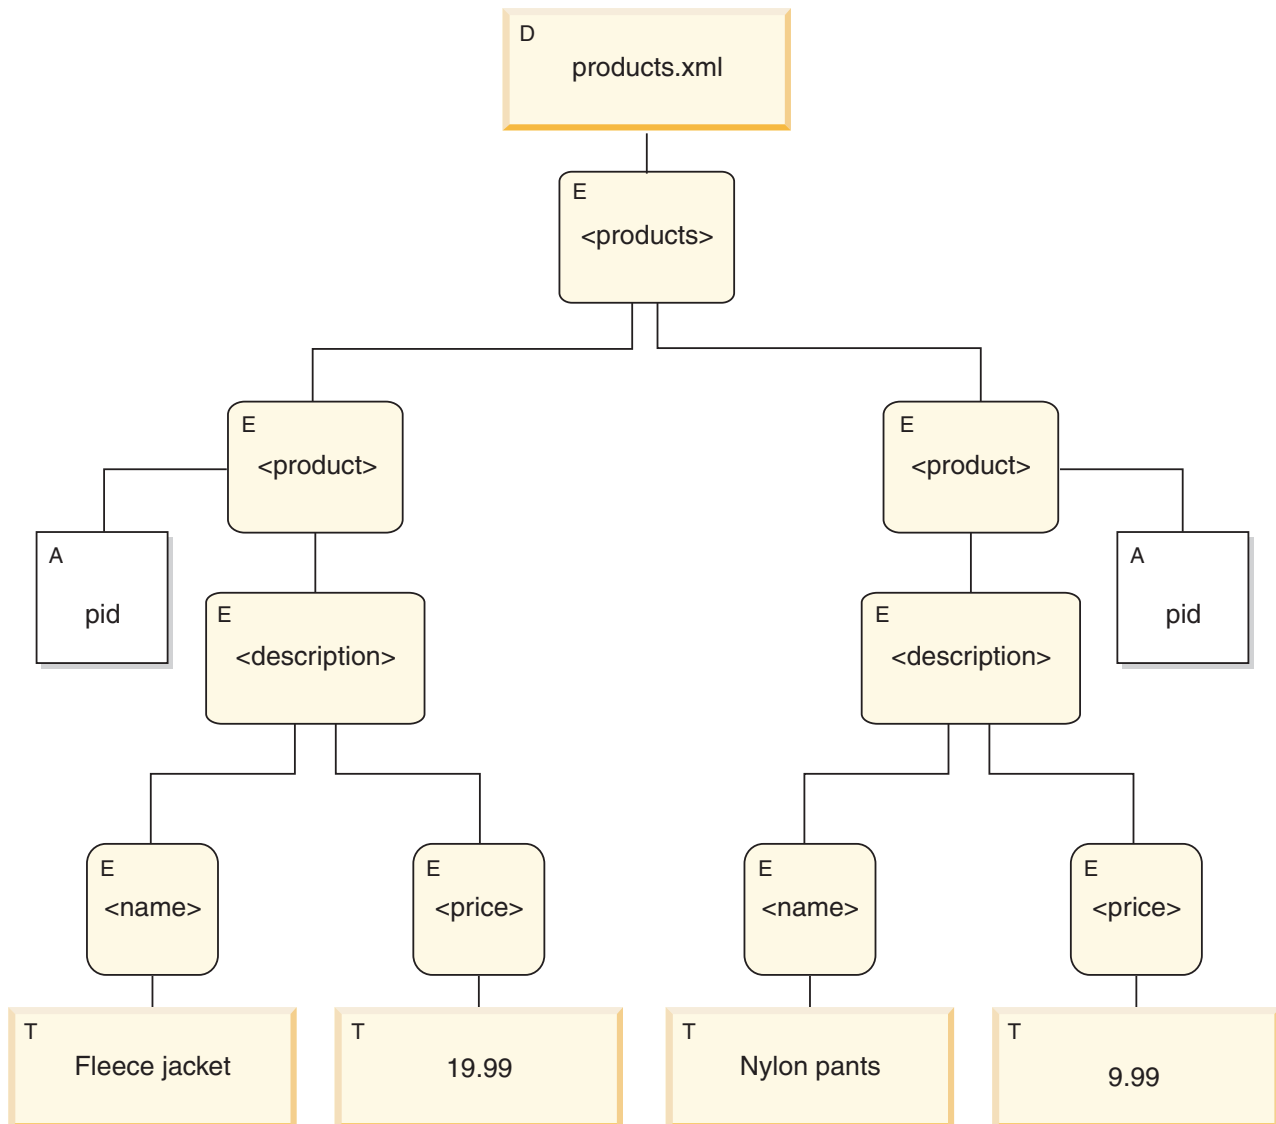 D
products.xml
E
<products>
E
<product>
E
<product>
A
pid
E
<description>
E
<description>
A
pid
E
<name>
E
<price>
E
<name>
E
<price>
T
Fleece jacket
T
19.99
T
Nylon pants
T
9.99